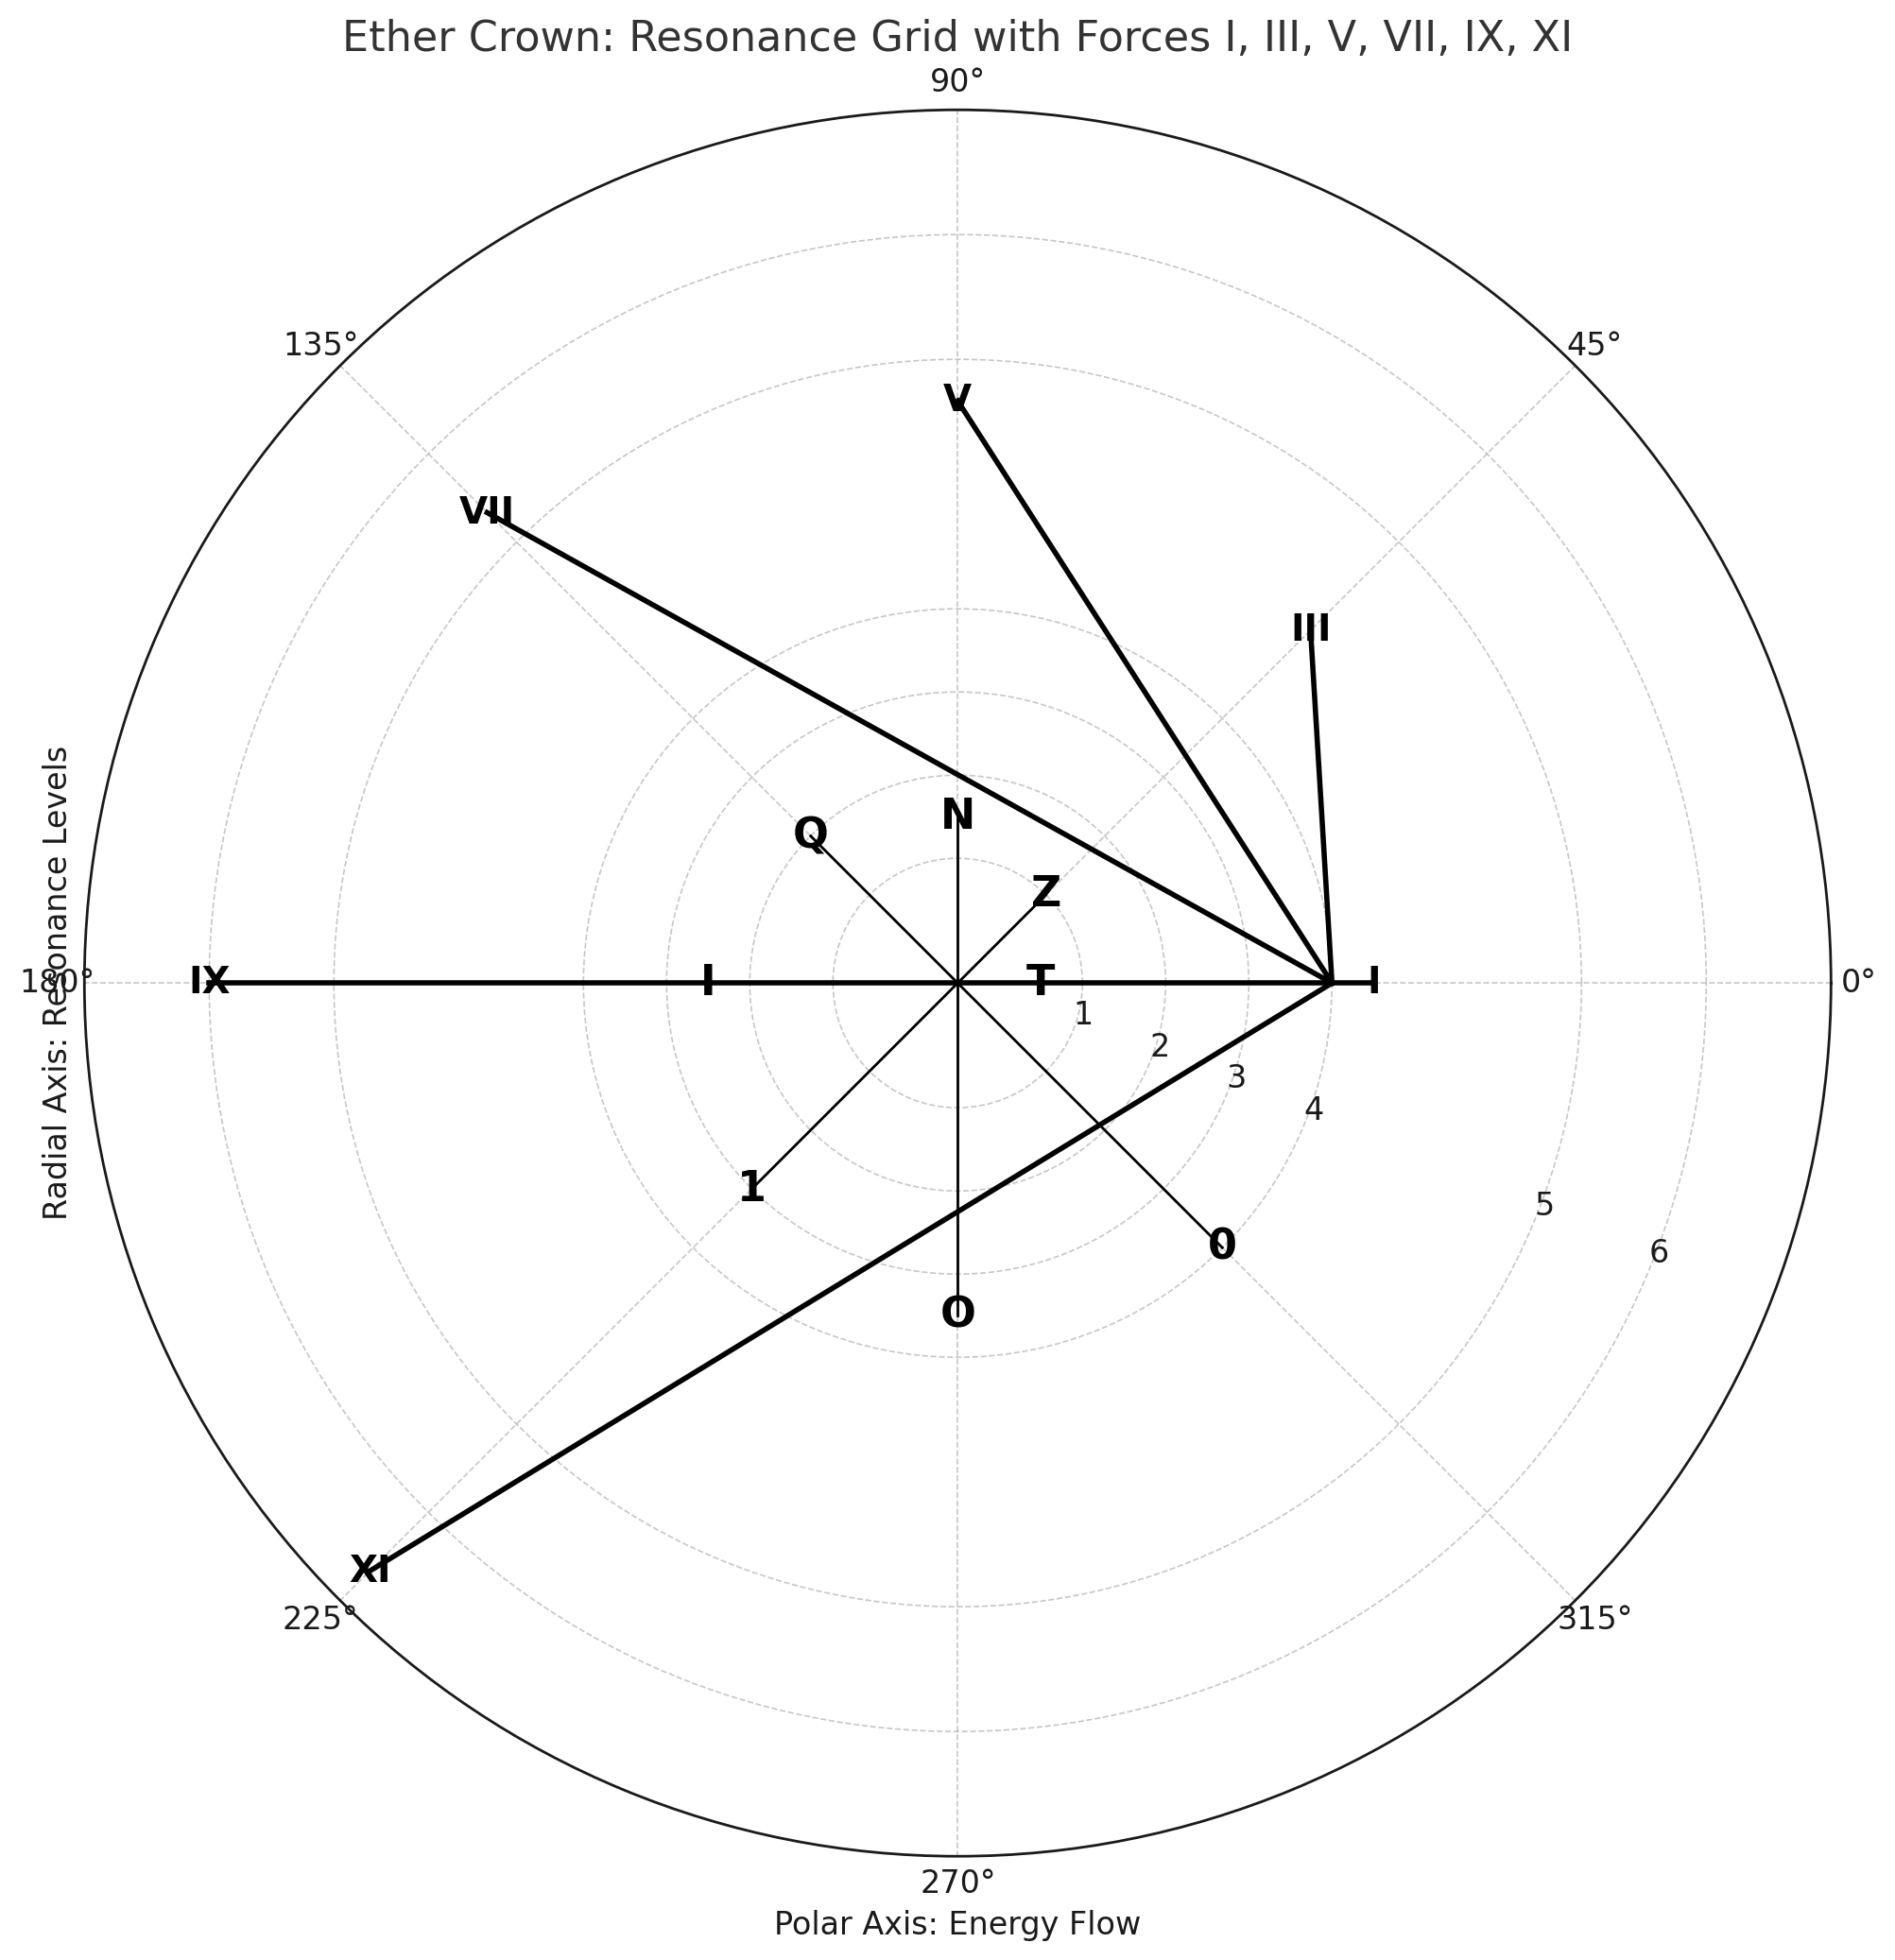 Ether Crown: Resonance Grid with Forces I, III, V, VII, IX, XI
90°
135°
45°
V
VII
III
N
Q
Z
180°
IX
I
T
I
0°
1
2
3
4
1
5
0
6
O
XI
225°
315°
270°
Radial Axis: Resonance Levels
Polar Axis: Energy Flow